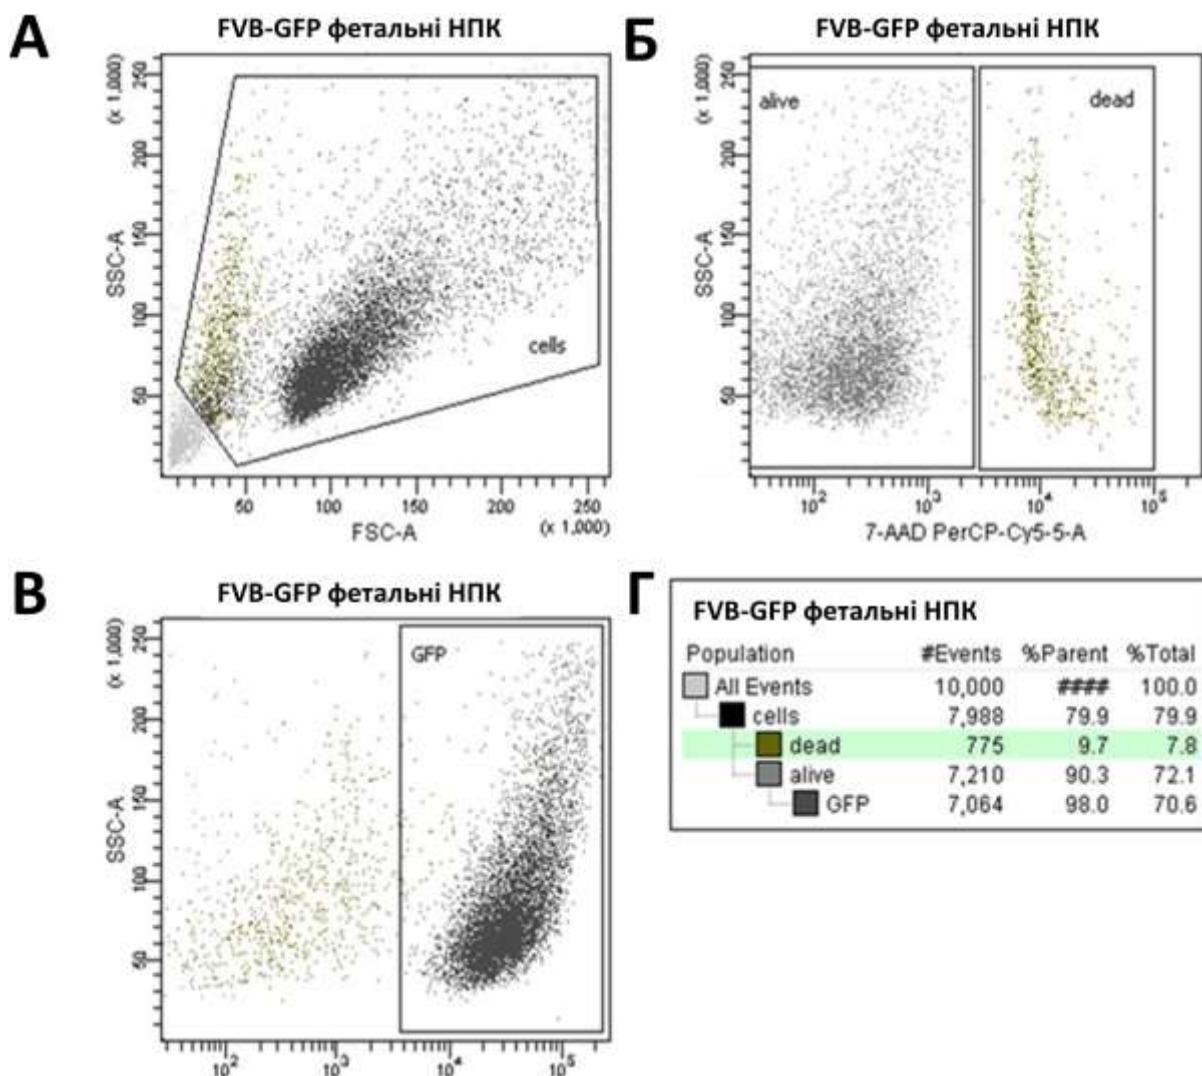 А
FVB-GFP фетальні НПК
(x 1,000)
250
200
150
100
50
SSC-A
cells
50
100
150
200
250
FSC-A
(x 1,000)
Б
FVB-GFP фетальні НПК
(x 1,000)
250
200
150
100
50
SSC-A
alive
dead
10²
10³
10⁴
10⁵
7-AAD PerCP-Cy5-5-A
В
FVB-GFP фетальні НПК
(x 1,000)
250
200
150
100
50
SSC-A
GFP
10²
10³
10⁴
10⁵
Г
FVB-GFP фетальні НПК
Population #Events %Parent %Total
All Events 10,000 #### 100.0
cells 7,988 79.9 79.9
dead 775 9.7 7.8
alive 7,210 90.3 72.1
GFP 7,064 98.0 70.6